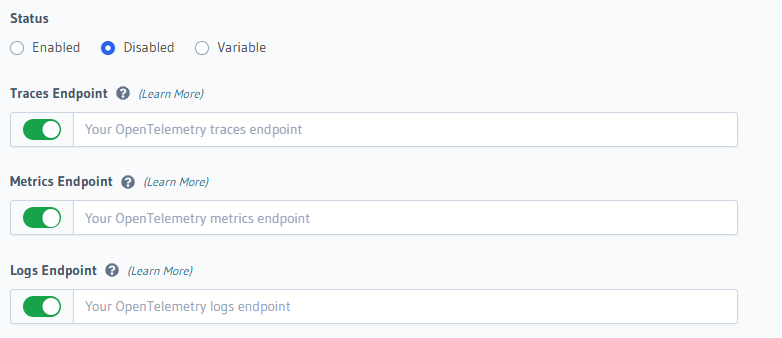 Status
Enabled Disabled Variable
Traces Endpoint ? (Learn More)
Your OpenTelemetry traces endpoint
Metrics Endpoint ? (Learn More)
Your OpenTelemetry metrics endpoint
Logs Endpoint ? (Learn More)
Your OpenTelemetry logs endpoint